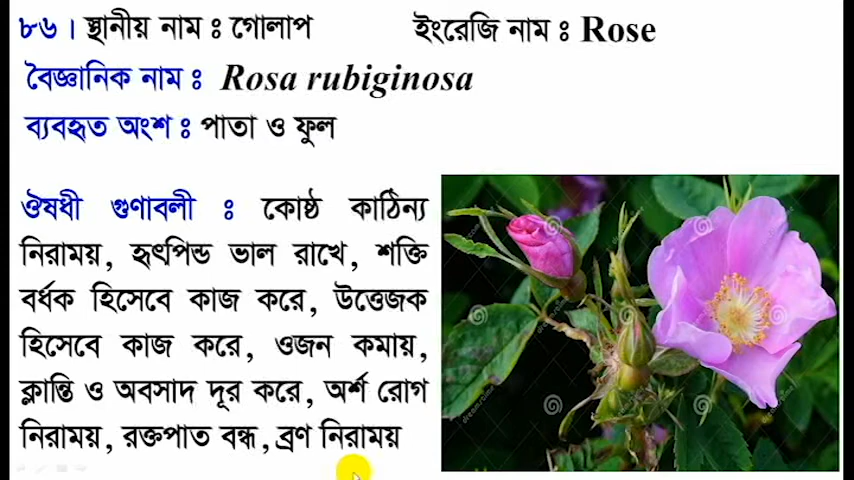 ৮৬। স্থানীয় নাম : গোলাপ ইংরেজি নাম : Rose
বৈজ্ঞানিক নাম : Rosa rubiginosa
ব্যবহৃত অংশ : পাতা ও ফুল
ঔষধী গুণাবলী : কোষ্ঠ কাঠিন্য
নিরাময়, হৃৎপিন্ড ভাল রাখে, শক্তি
বর্ধক হিসেবে কাজ করে, উত্তেজক
হিসেবে কাজ করে, ওজন কমায়,
ক্লান্তি ও অবসাদ দূর করে, অর্শ রোগ
নিরাময়, রক্তপাত বন্ধ, ব্রণ নিরাময়